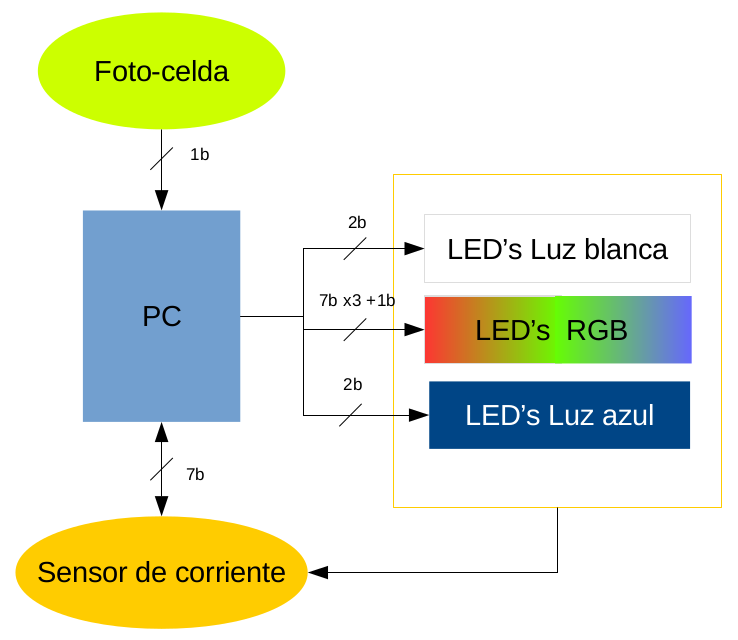 Foto-celda
1b
PC
2b
LED’s Luz blanca
7b x3 +1b
LED’s  RGB
2b
LED’s Luz azul
7b
Sensor de corriente